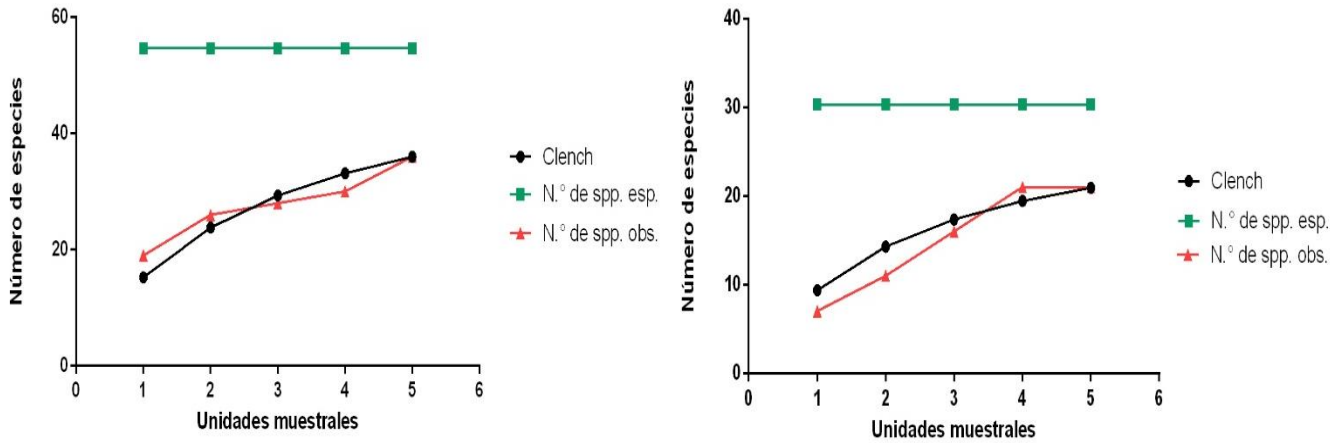 60
40
20
0
Número de especies
0 1 2 3 4 5 6
Unidades muestrales
Clench
N.° de spp. esp.
N.° de spp. obs.
40
30
20
10
0
Número de especies
0 1 2 3 4 5 6
Unidades muestrales
Clench
N.° de spp. esp.
N.° de spp. obs.